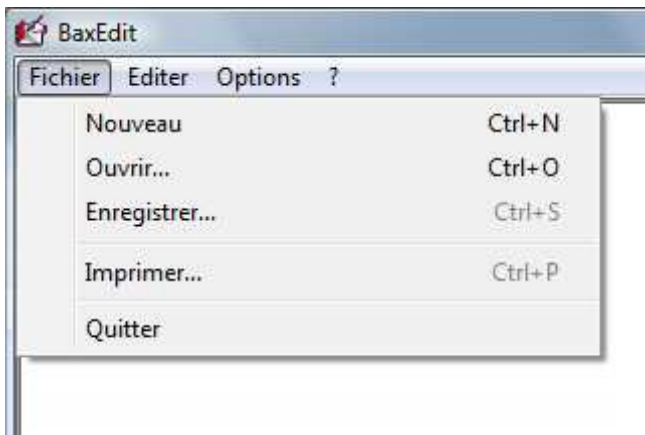 BaxEdit
Fichier Editer Options ?
Nouveau Ctrl+N
Ouvrir... Ctrl+O
Enregistrer... Ctrl+S
Imprimer... Ctrl+P
Quitter